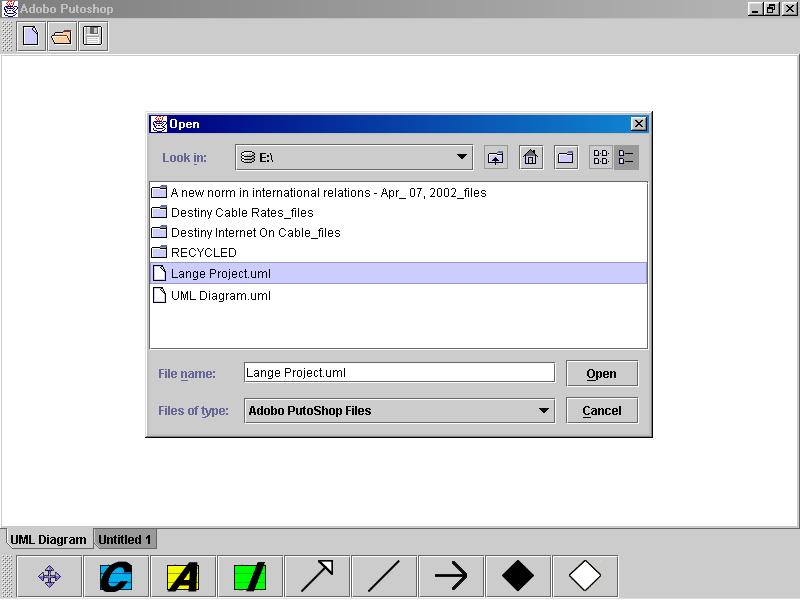 Adobo Putoshop
Open
Look in: E:\
A new norm in international relations - Apr_ 07, 2002_files
Destiny Cable Rates_files
Destiny Internet On Cable_files
RECYCLED
Lange Project.uml
UML Diagram.uml
File name: Lange Project.uml Open
Files of type: Adobo PutoShop Files Cancel
UML Diagram Untitled 1
C A I